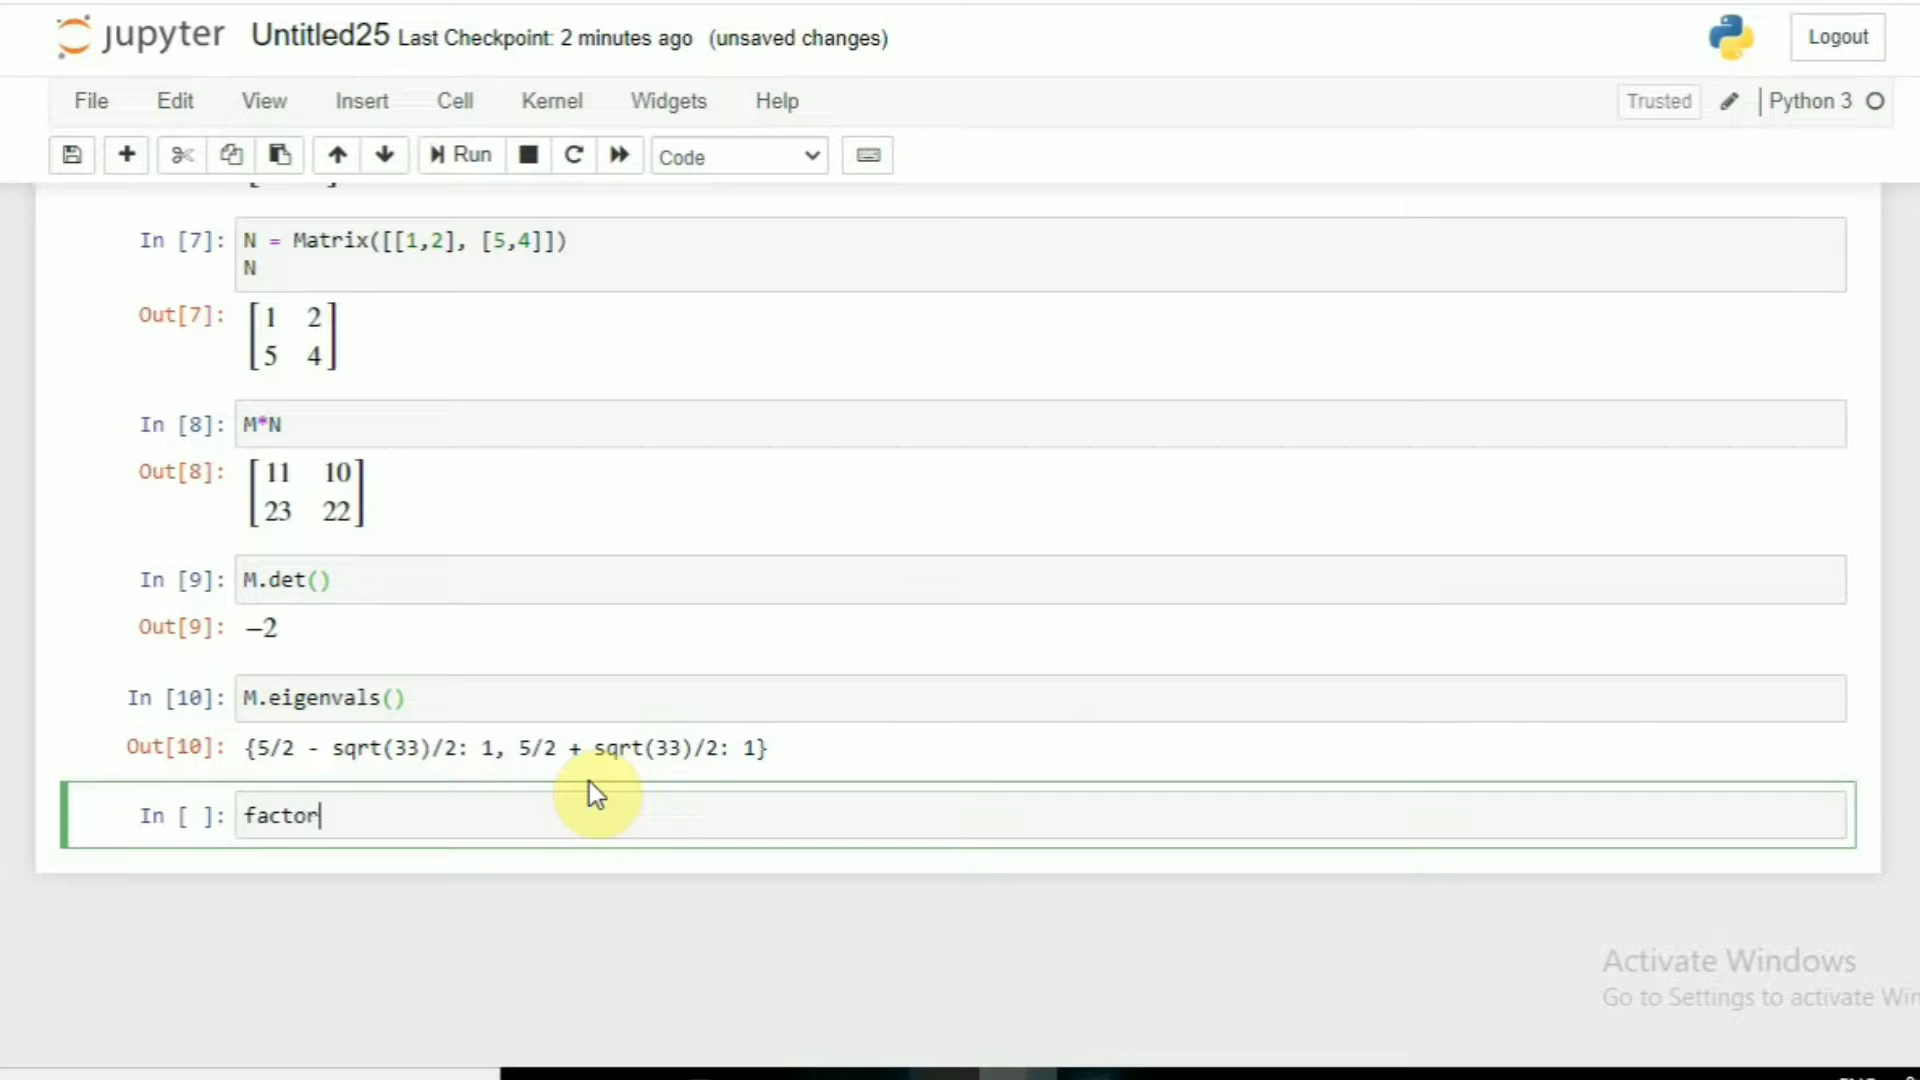 jupyter Untitled25 Last Checkpoint: 2 minutes ago (unsaved changes) Logout
File Edit View Insert Cell Kernel Widgets Help Trusted Python 3
Run Code
In [7]: N = Matrix([[1,2], [5,4]])
N
Out[7]: [1 2
5 4]
In [8]: M*N
Out[8]: [11 10
23 22]
In [9]: M.det()
Out[9]: −2
In [10]: M.eigenvals()
Out[10]: {5/2 - sqrt(33)/2: 1, 5/2 + sqrt(33)/2: 1}
In [ ]: factor
Activate Windows
Go to Settings to activate Win